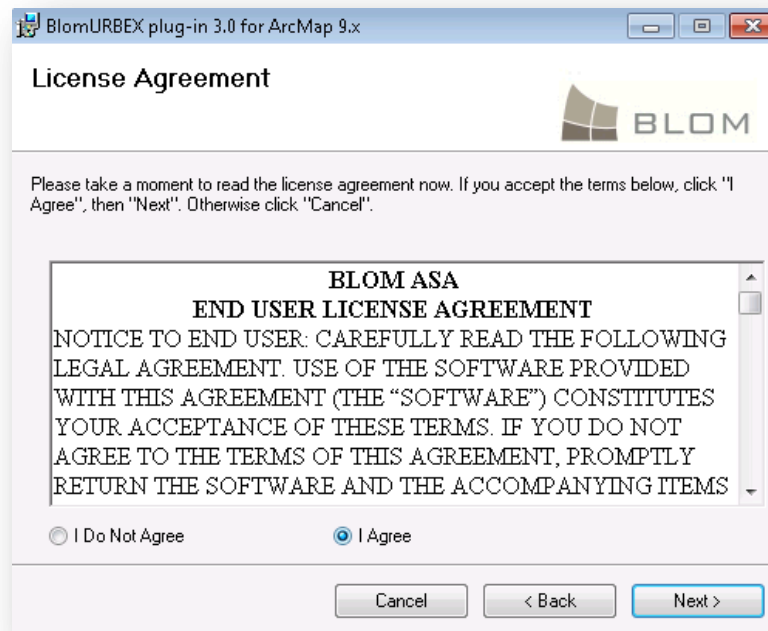 BlomURBEX plug-in 3.0 for ArcMap 9.x
License Agreement
BLOM
Please take a moment to read the license agreement now. If you accept the terms below, click "I
Agree", then "Next". Otherwise click "Cancel".
BLOM ASA
END USER LICENSE AGREEMENT
NOTICE TO END USER: CAREFULLY READ THE FOLLOWING
LEGAL AGREEMENT. USE OF THE SOFTWARE PROVIDED
WITH THIS AGREEMENT (THE “SOFTWARE”) CONSTITUTES
YOUR ACCEPTANCE OF THESE TERMS. IF YOU DO NOT
AGREE TO THE TERMS OF THIS AGREEMENT, PROMPTLY
RETURN THE SOFTWARE AND THE ACCOMPANYING ITEMS
I Do Not Agree
I Agree
Cancel
< Back
Next >